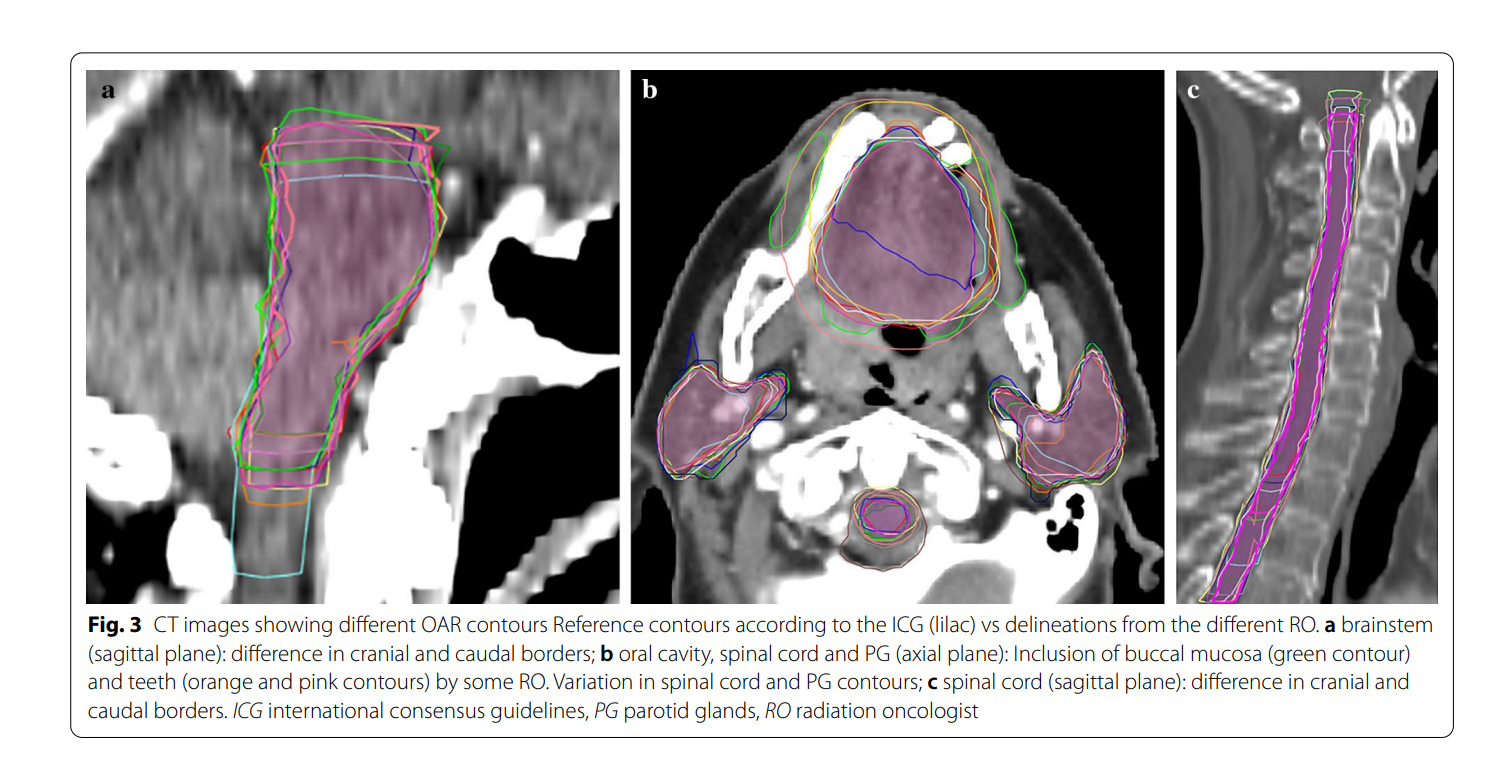 a
b
c
Fig. 3 CT images showing different OAR contours Reference contours according to the ICG (lilac) vs delineations from the different RO. a brainstem
(sagittal plane): difference in cranial and caudal borders; b oral cavity, spinal cord and PG (axial plane): Inclusion of buccal mucosa (green contour)
and teeth (orange and pink contours) by some RO. Variation in spinal cord and PG contours; c spinal cord (sagittal plane): difference in cranial and
caudal borders. ICG international consensus guidelines, PG parotid glands, RO radiation oncologist